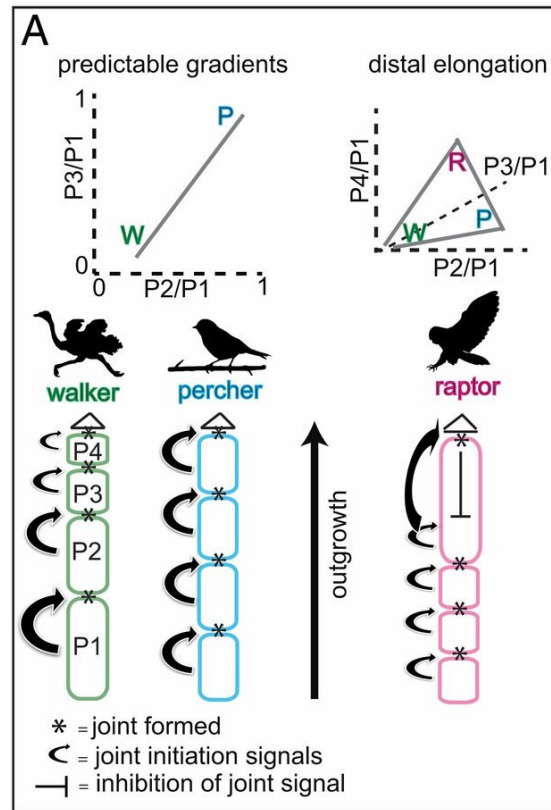 A
predictable gradients
distal elongation
1
P3/P1
P
W
0
0
P2/P1
1
P4/P1
R
P3/P1
P
W
P2/P1
walker
percher
raptor
P4
P3
P2
P1
outgrowth
* = joint formed
= joint initiation signals
= inhibition of joint signal